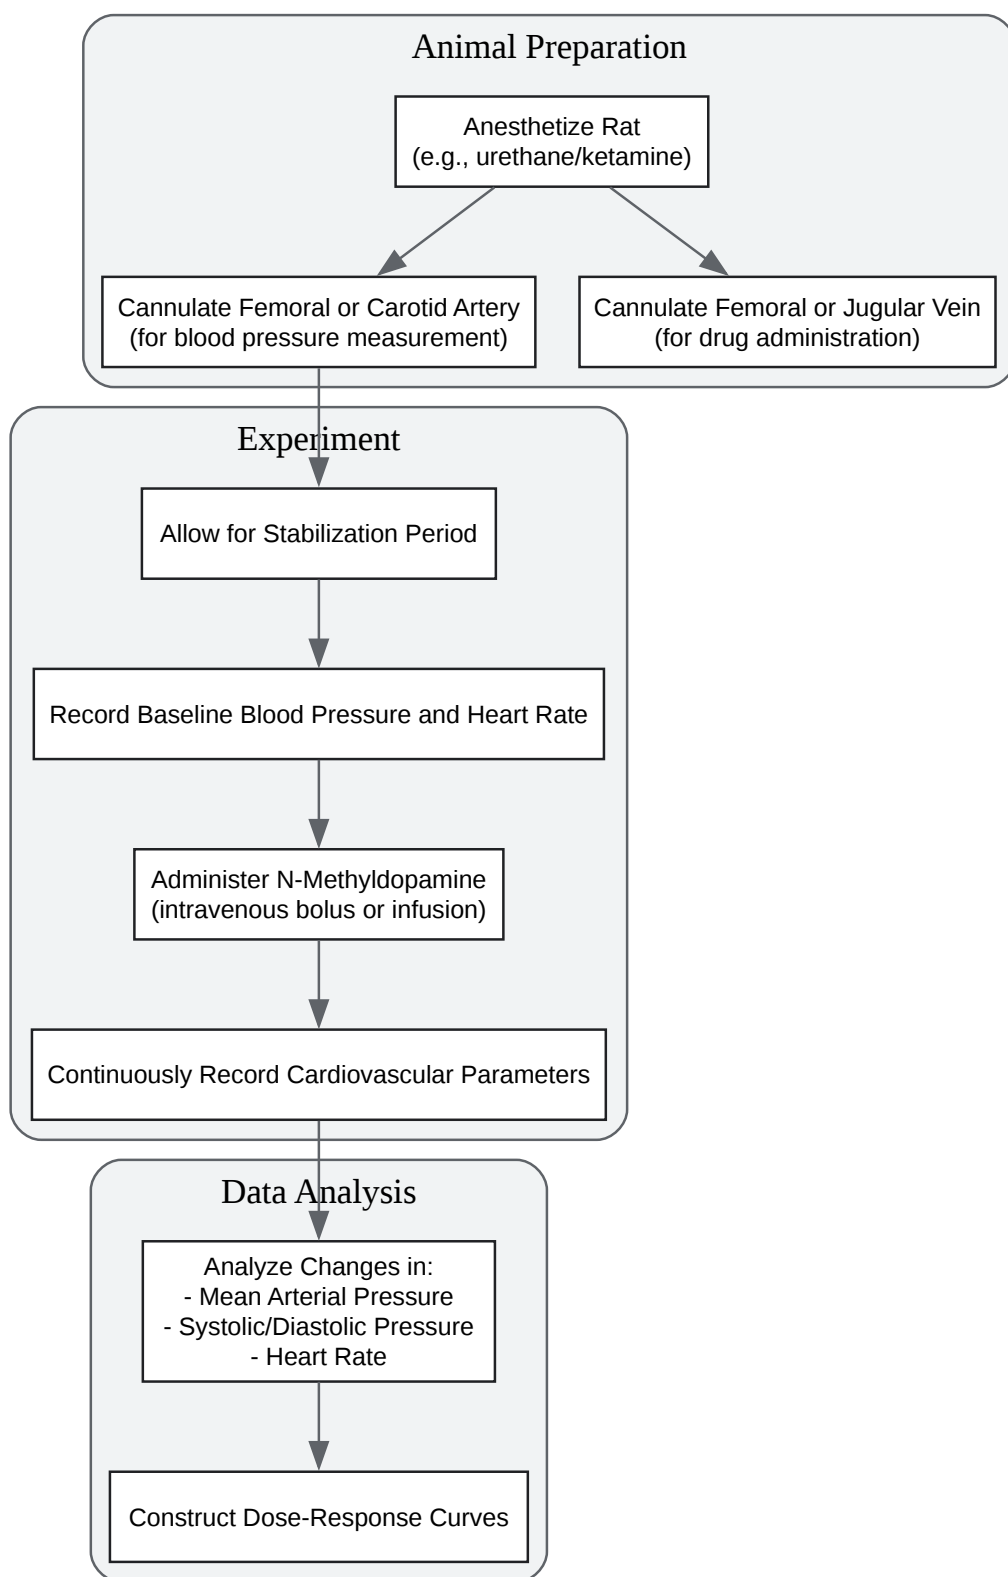 Animal Preparation
Anesthetize Rat
(e.g., urethane/ketamine)
Cannulate Femoral or Carotid Artery
(for blood pressure measurement)
Cannulate Femoral or Jugular Vein
(for drug administration)
Experiment
Allow for Stabilization Period
Record Baseline Blood Pressure and Heart Rate
Administer N-Methyldopamine
(intravenous bolus or infusion)
Continuously Record Cardiovascular Parameters
Data Analysis
Analyze Changes in:
- Mean Arterial Pressure
- Systolic/Diastolic Pressure
- Heart Rate
Construct Dose-Response Curves